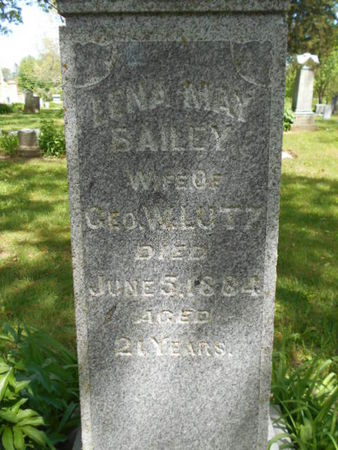 LENA MAY
BAILEY
WIFE OF
GEO. W. LUTZ
DIED
JUNE 5, 1884
AGED
21 YEARS.